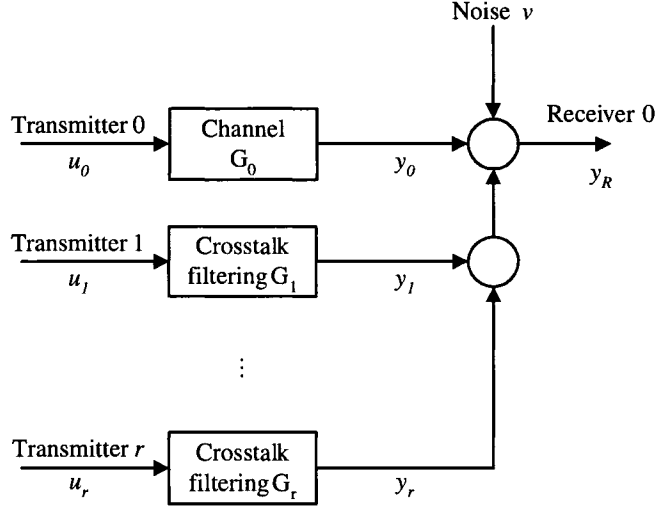 Noise v
Transmitter 0
Channel
G0
Receiver 0
u0
y0
yR
Transmitter 1
Crosstalk
filtering G1
u1
y1
⋮
Transmitter r
Crosstalk
filtering Gr
ur
yr